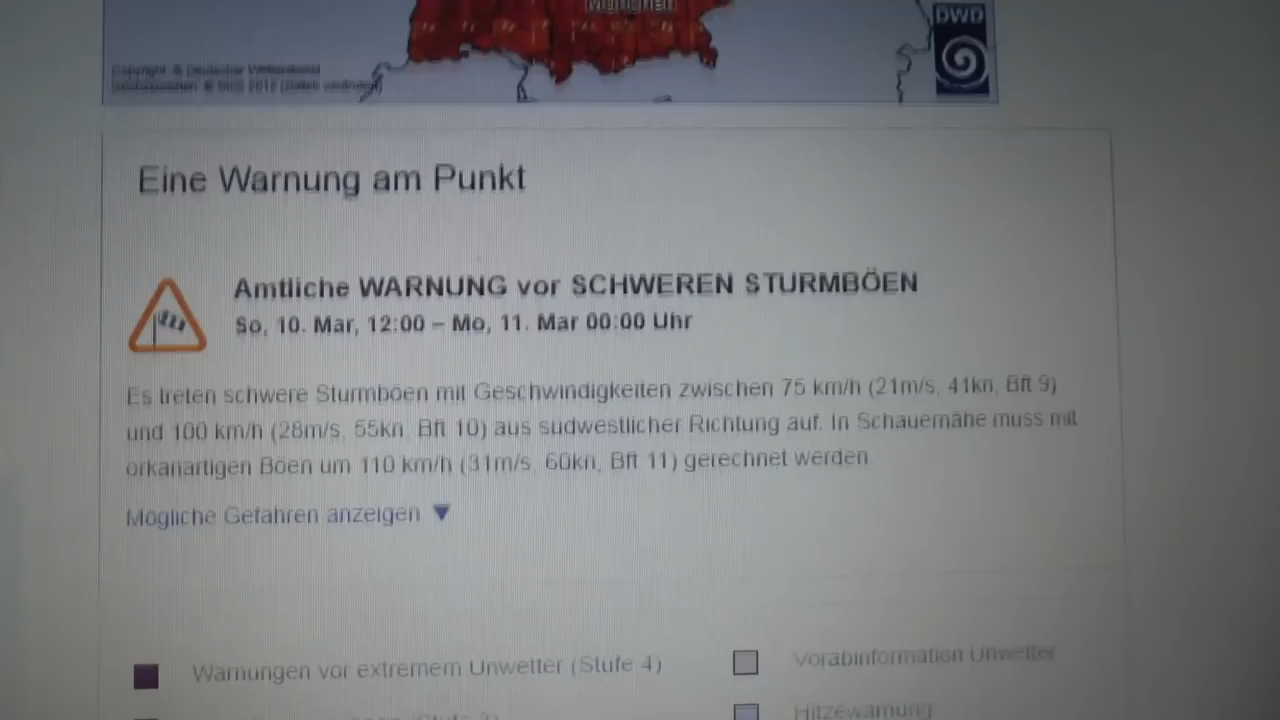 München
DWD
Copyright © Deutscher Wetterdienst
Eine Warnung am Punkt
Amtliche WARNUNG vor SCHWEREN STURMBÖEN
So, 10. Mar, 12:00 – Mo, 11. Mar 00:00 Uhr
Es treten schwere Sturmböen mit Geschwindigkeiten zwischen 75 km/h (21m/s, 41kn, Bft 9)
und 100 km/h (28m/s, 55kn, Bft 10) aus südwestlicher Richtung auf. In Schauernähe muss mit
orkanartigen Böen um 110 km/h (31m/s, 60kn, Bft 11) gerechnet werden.
Mögliche Gefahren anzeigen ▼
Warnungen vor extremem Unwetter (Stufe 4)
Vorabinformation Unwetter
Hitzewarnung